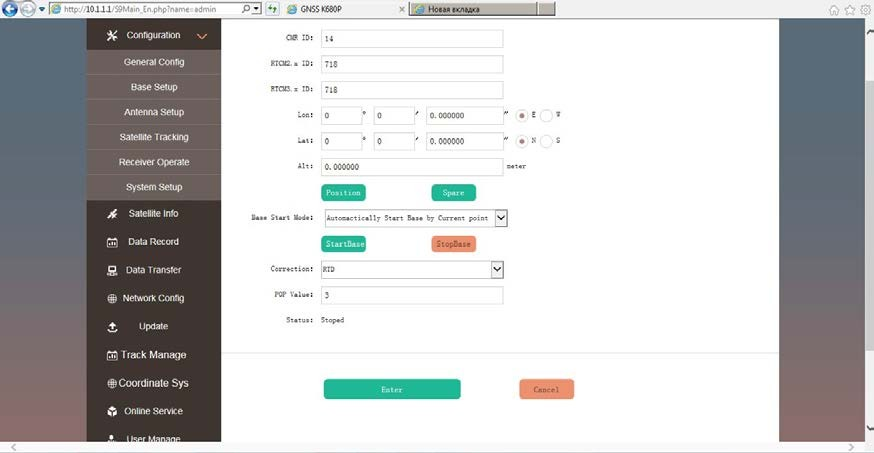 http://10.1.1.1/S9Main_En.php?name=admin
GNSS K680P
Новая вкладка
Configuration
General Config
Base Setup
Antenna Setup
Satellite Tracking
Receiver Operate
System Setup
Satellite Info
Data Record
Data Transfer
Network Config
Update
Track Manage
Coordinate Sys
Online Service
User Manage
CMR ID: 14
RTCM2.x ID: 718
RTCM3.x ID: 718
Lon: 0 ° 0 ′ 0.000000 ″ E W
Lat: 0 ° 0 ′ 0.000000 ″ N S
Alt: 0.000000 meter
Position Spare
Base Start Mode: Automactically Start Base by Current point
StartBase StopBase
Correction: RTD
PDP Value: 3
Status: Stoped
Enter Cancel